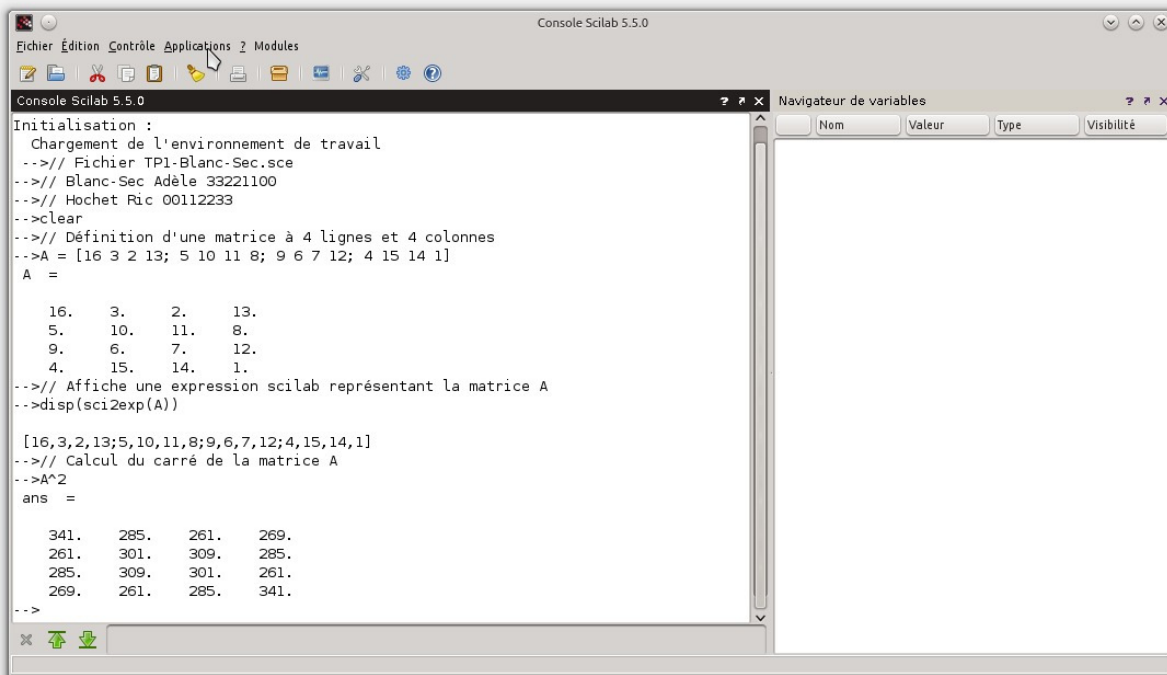 Console Scilab 5.5.0
Fichier Édition Contrôle Applications ? Modules
Console Scilab 5.5.0
Initialisation :
Chargement de l'environnement de travail
-->// Fichier TP1-Blanc-Sec.sce
-->// Blanc-Sec Adèle 33221100
-->// Hochet Ric 00112233
-->clear
-->// Définition d'une matrice à 4 lignes et 4 colonnes
-->A = [16 3 2 13; 5 10 11 8; 9 6 7 12; 4 15 14 1]
A =
16. 3. 2. 13.
5. 10. 11. 8.
9. 6. 7. 12.
4. 15. 14. 1.
-->// Affiche une expression scilab représentant la matrice A
-->disp(sci2exp(A))
[16,3,2,13;5,10,11,8;9,6,7,12;4,15,14,1]
-->// Calcul du carré de la matrice A
-->A^2
ans =
341. 285. 261. 269.
261. 301. 309. 285.
285. 309. 301. 261.
269. 261. 285. 341.
-->
Navigateur de variables
Nom Valeur Type Visibilité